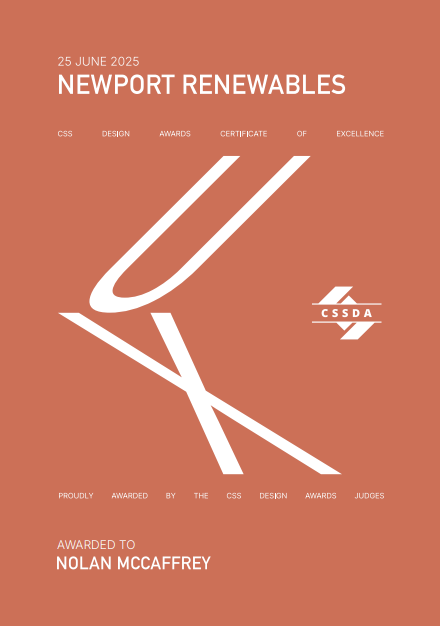 25 JUNE 2025
NEWPORT RENEWABLES
CSS DESIGN AWARDS CERTIFICATE OF EXCELLENCE
U
X
CSSDA
PROUDLY AWARDED BY THE CSS DESIGN AWARDS JUDGES
AWARDED TO
NOLAN MCCAFFREY